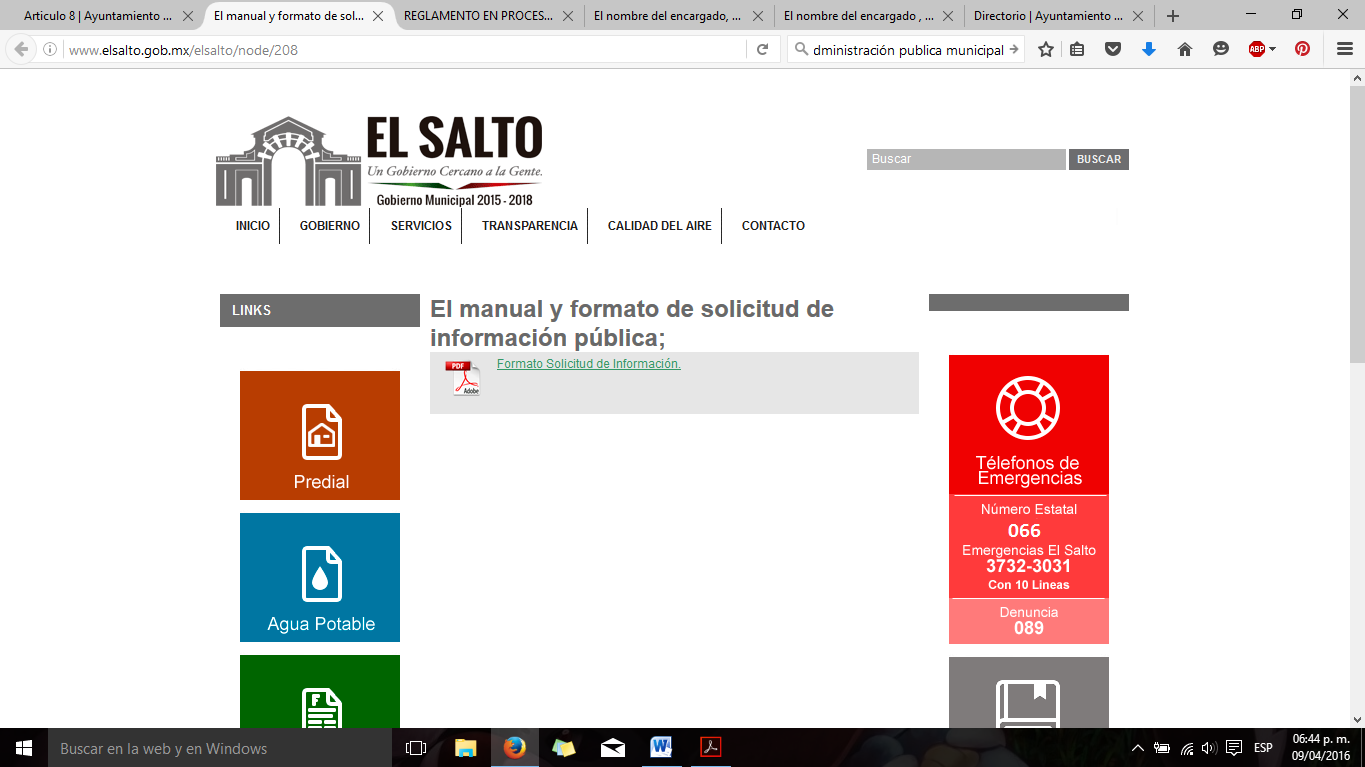 Articulo 8 | Ayuntamiento ...
El manual y formato de sol...
REGLAMENTO EN PROCES...
El nombre del encargado, ...
El nombre del encargado , ...
Directorio | Ayuntamiento ...
www.elsalto.gob.mx/elsalto/node/208
dministración publica municipal
ABP
EL SALTO
Un Gobierno Cercano a la Gente.
Gobierno Municipal 2015 - 2018
Buscar
BUSCAR
INICIO
GOBIERNO
SERVICIOS
TRANSPARENCIA
CALIDAD DEL AIRE
CONTACTO
LINKS
El manual y formato de solicitud de
información pública;
PDF
Adobe
Formato Solicitud de Información.
Predial
Agua Potable
F
Télefonos de
Emergencias
Número Estatal
066
Emergencias El Salto
3732-3031
Con 10 Lineas
Denuncia
089
Buscar en la web y en Windows
ESP
06:44 p. m.
09/04/2016